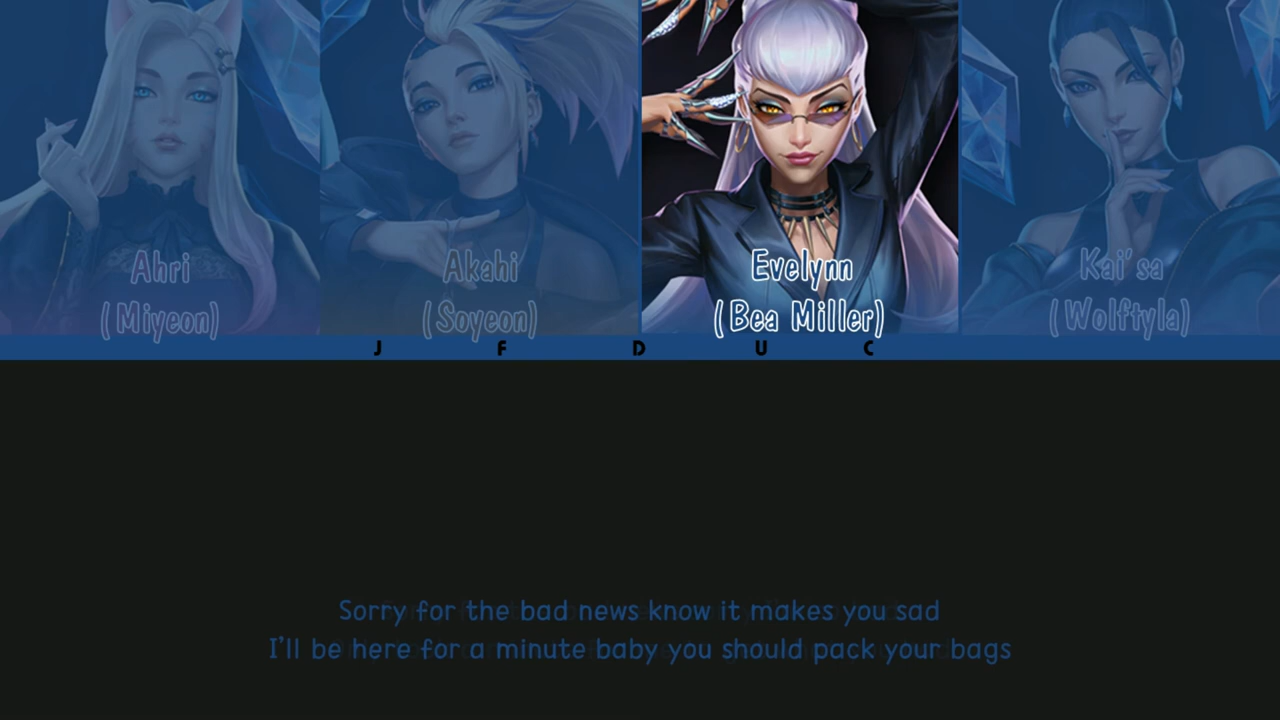 Ahri
(Miyeon)
Akahi
(Soyeon)
Evelynn
(Bea Miller)
Kai'sa
(Wolftyla)
J F D U C
Sorry for the bad news know it makes you sad
I'll be here for a minute baby you should pack your bags